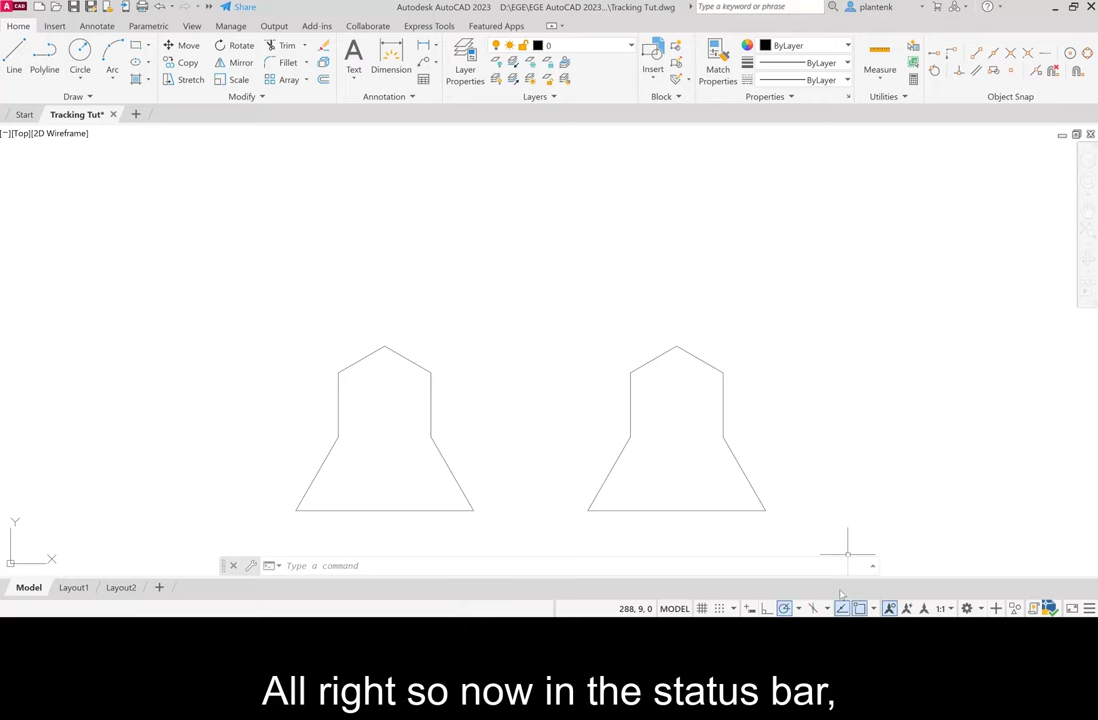 CAD Share Autodesk AutoCAD 2023 D:\EGE\EGE AutoCAD 2023...\Tracking Tut.dwg Type a keyword or phrase plantenk
Home Insert Annotate Parametric View Manage Output Add-ins Collaborate Express Tools Featured Apps
Line Polyline Circle Arc Move Rotate Trim Text Dimension Layer Properties 0 Insert Match Properties ByLayer Measure
Copy Mirror Fillet ByLayer
Stretch Scale Array ByLayer
Draw Modify Annotation Layers Block Properties Utilities Object Snap
Start Tracking Tut*
[−][Top][2D Wireframe]
Y
X
Type a command
Model Layout1 Layout2
288, 9, 0 MODEL 1:1
All right so now in the status bar,